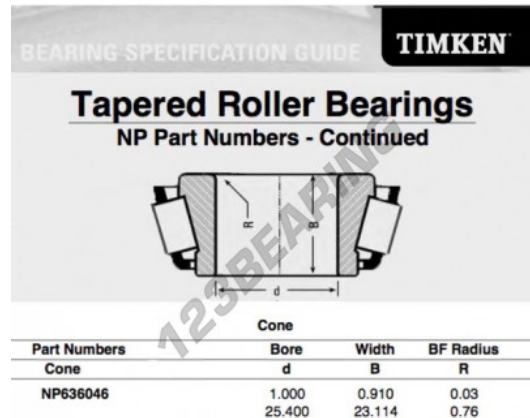 BEARING SPECIFICATION GUIDE
TIMKEN
Tapered Roller Bearings
NP Part Numbers - Continued
R
B
d
123BEARING
Cone
Part Numbers Bore Width BF Radius
Cone d B R
NP636046 1.000 0.910 0.03
25.400 23.114 0.76